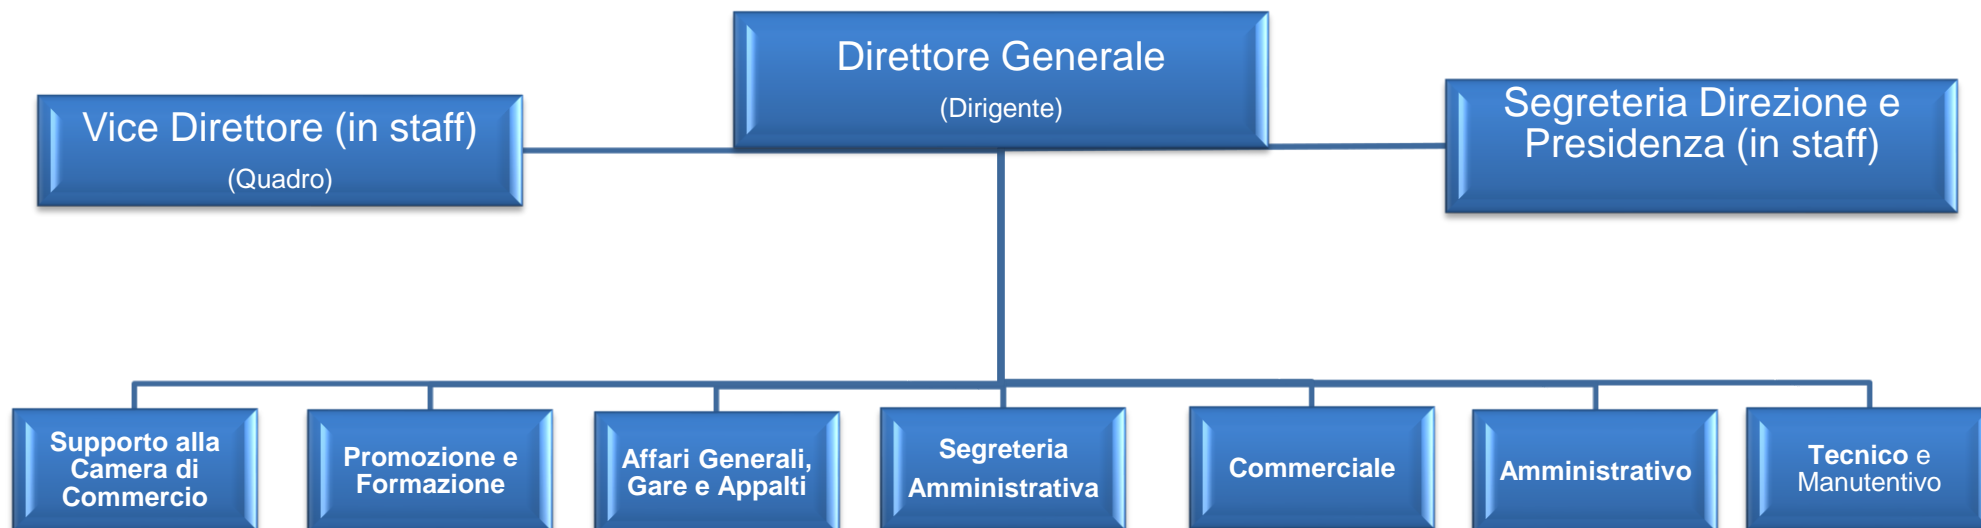 Direttore Generale
(Dirigente)
Vice Direttore (in staff)
(Quadro)
Segreteria Direzione e
Presidenza (in staff)
Supporto alla
Camera di
Commercio
Promozione e
Formazione
Affari Generali,
Gare e Appalti
Segreteria
Amministrativa
Commerciale
Amministrativo
Tecnico e
Manutentivo